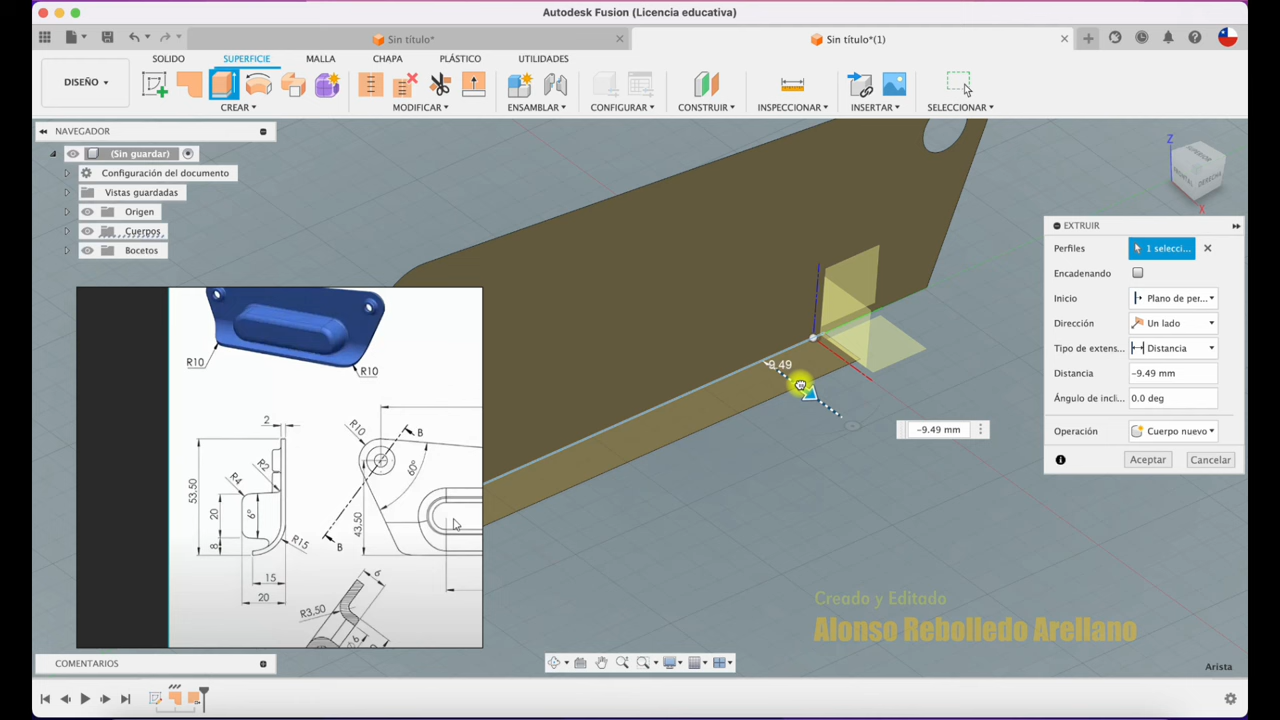 Autodesk Fusion (Licencia educativa)
Sin título*
Sin título*(1)
DISEÑO
SOLIDO
SUPERFICIE
MALLA
CHAPA
PLÁSTICO
UTILIDADES
CREAR
MODIFICAR
ENSAMBLAR
CONFIGURAR
CONSTRUIR
INSPECCIONAR
INSERTAR
SELECCIONAR
NAVEGADOR
(Sin guardar)
Configuración del documento
Vistas guardadas
Origen
Cuerpos
Bocetos
Z
SUPERIOR
FRONTAL
DERECHA
X
EXTRUIR
Perfiles
1 selecci...
Encadenando
Inicio
Plano de per...
Dirección
Un lado
Tipo de extens...
Distancia
Distancia
-9.49 mm
Ángulo de incli...
0.0 deg
Operación
Cuerpo nuevo
Aceptar
Cancelar
-9.49
-9.49 mm
R10
R10
2
R10
B
R2
60°
R4
53,50
20
6°
43,50
8
R15
B
15
20
6
R3,50
Creado y Editado
Alonso Rebolledo Arellano
COMENTARIOS
Arista